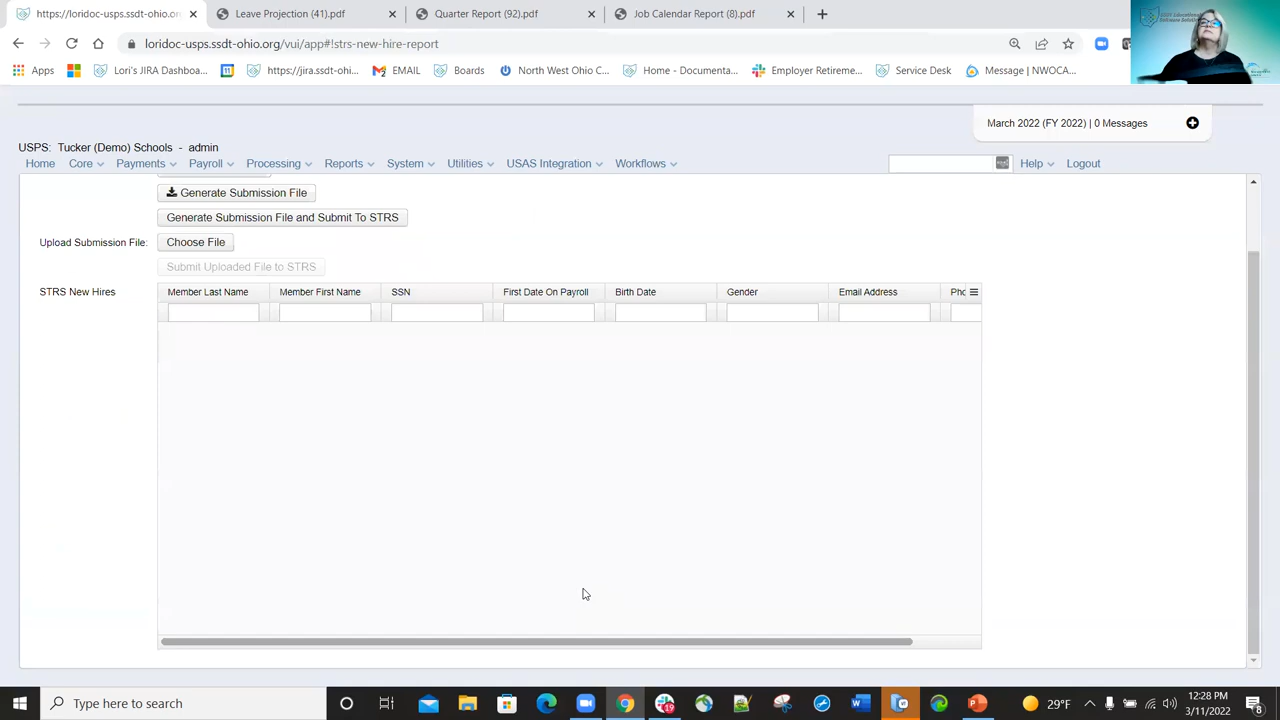 https://loridoc-usps.ssdt-ohio.org
Leave Projection (41).pdf
Quarter Report (92).pdf
Job Calendar Report (8).pdf
loridoc-usps.ssdt-ohio.org/vui/app#!strs-new-hire-report
Apps
Lori's JIRA Dashboa...
https://jira.ssdt-ohi...
EMAIL
Boards
North West Ohio C...
Home - Documenta...
Employer Retireme...
Service Desk
Message | NWOCA...
March 2022 (FY 2022) | 0 Messages
USPS: Tucker (Demo) Schools - admin
Home Core Payments Payroll Processing Reports System Utilities USAS Integration Workflows Help Logout
Generate Submission File
Generate Submission File and Submit To STRS
Upload Submission File: Choose File
Submit Uploaded File to STRS
STRS New Hires
Member Last Name Member First Name SSN First Date On Payroll Birth Date Gender Email Address Pho
Type here to search
19
29°F
12:28 PM
3/11/2022
8